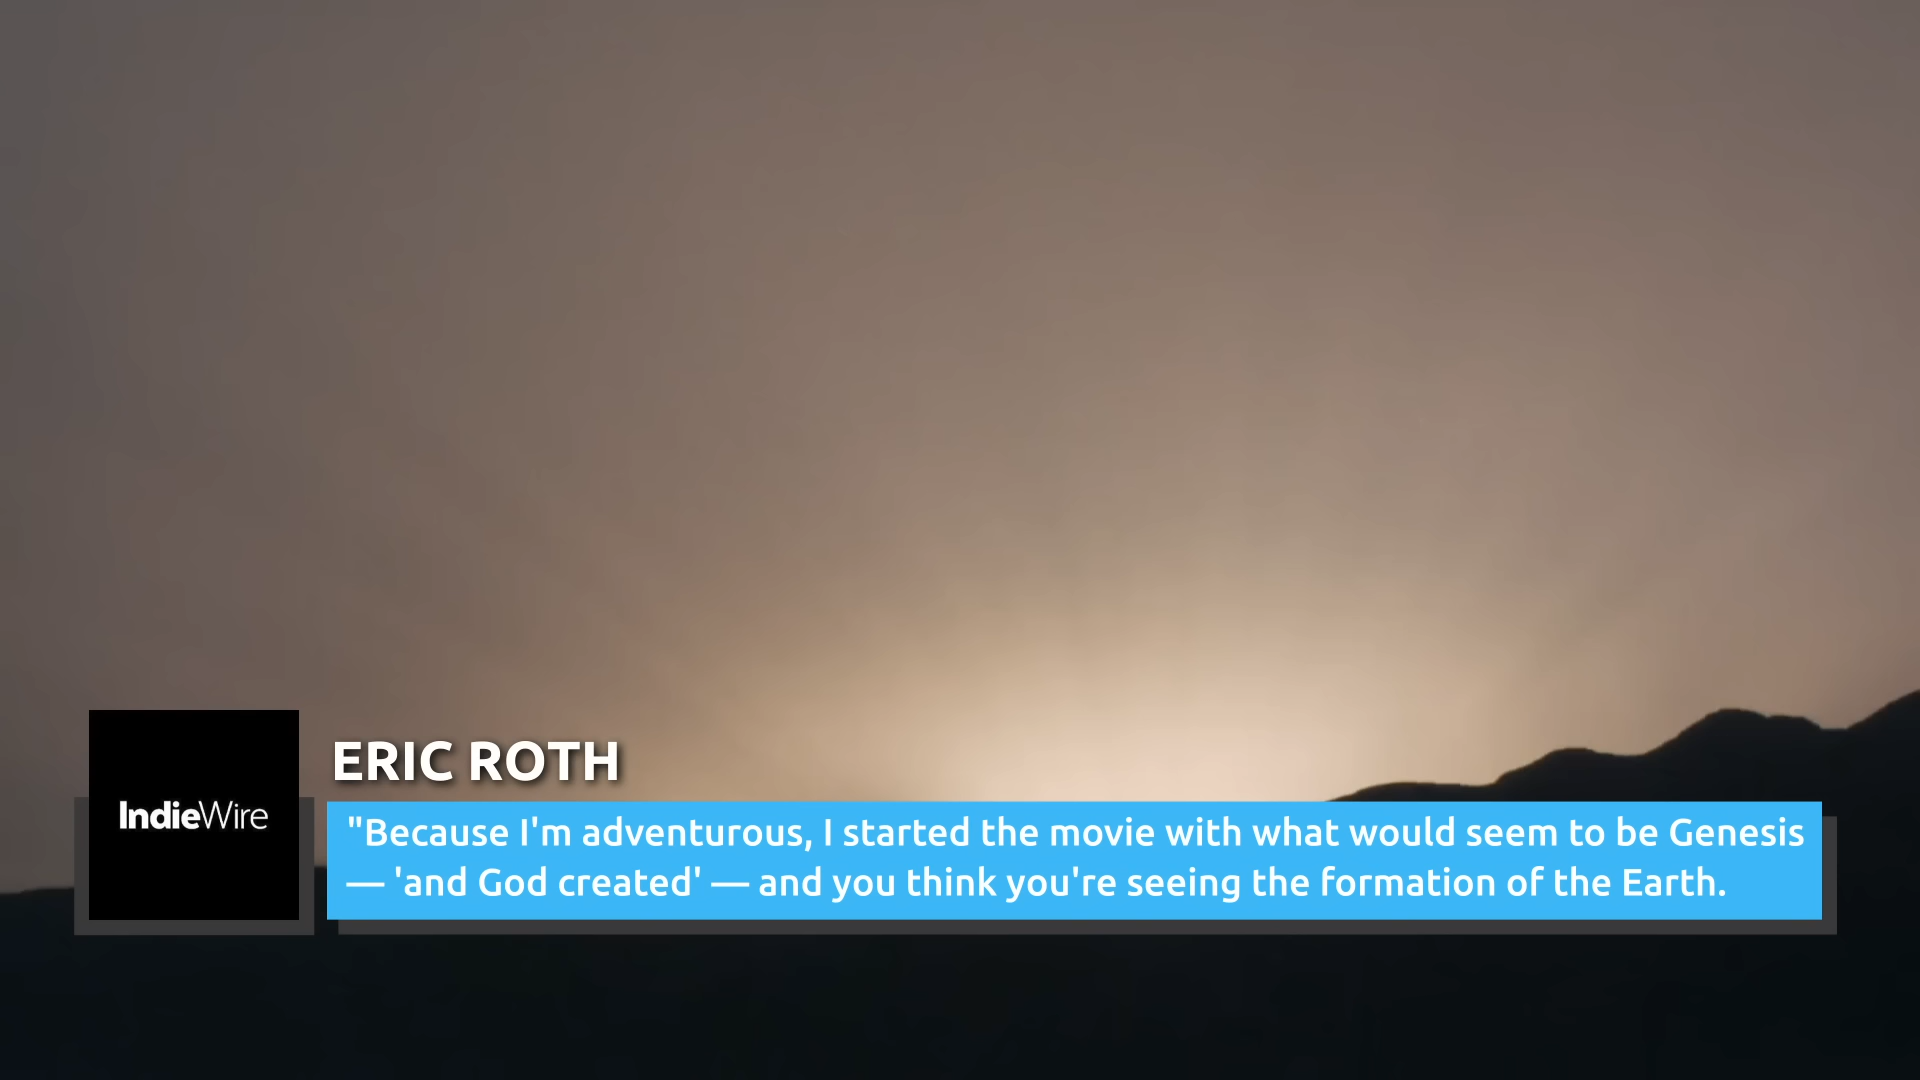 ERIC ROTH
IndieWire
"Because I'm adventurous, I started the movie with what would seem to be Genesis
— 'and God created' — and you think you're seeing the formation of the Earth.